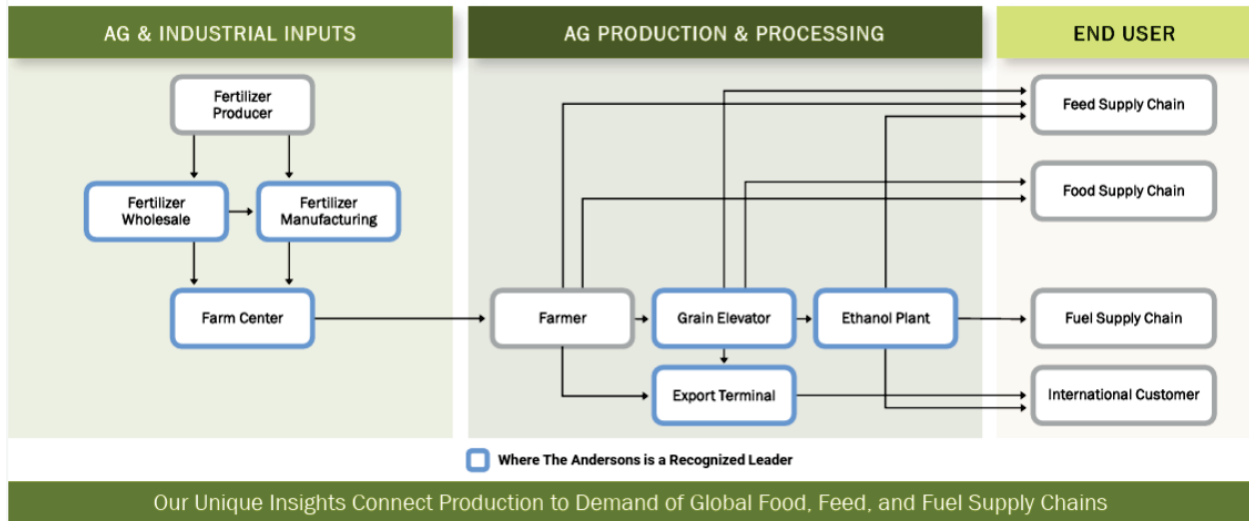 AG & INDUSTRIAL INPUTS
AG PRODUCTION & PROCESSING
END USER
Fertilizer
Producer
Fertilizer
Wholesale
Fertilizer
Manufacturing
Farm Center
Farmer
Grain Elevator
Ethanol Plant
Export Terminal
Feed Supply Chain
Food Supply Chain
Fuel Supply Chain
International Customer
Where The Andersons is a Recognized Leader
Our Unique Insights Connect Production to Demand of Global Food, Feed, and Fuel Supply Chains